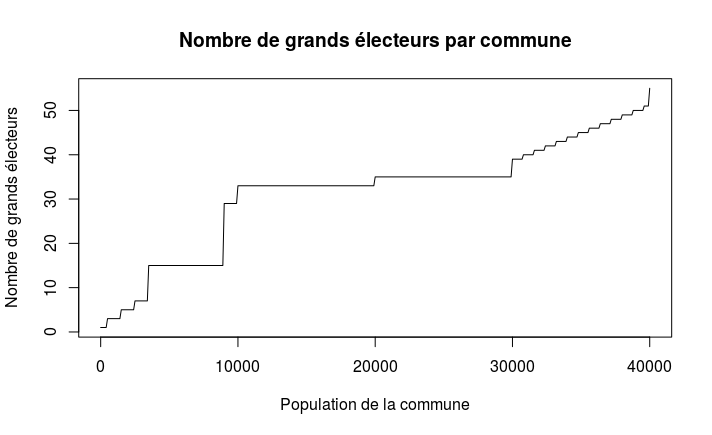 Nombre de grands électeurs par commune
Nombre de grands électeurs
50
40
30
20
10
0
0 10000 20000 30000 40000
Population de la commune